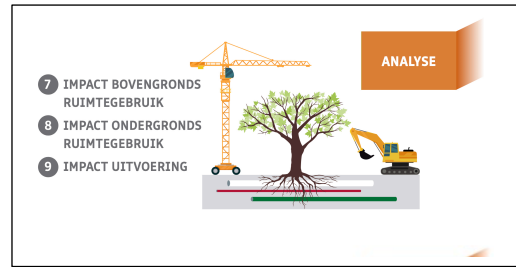 ANALYSE
7 IMPACT BOVENGRONDS
RUIMTEGEBRUIK
8 IMPACT ONDERGRONDS
RUIMTEGEBRUIK
9 IMPACT UITVOERING